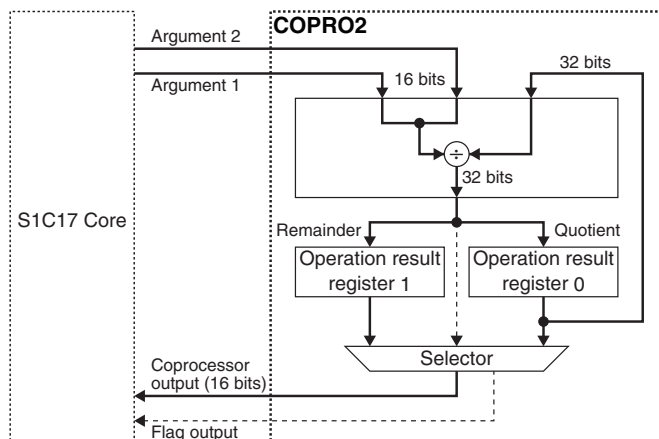 COPRO2
Argument 2
Argument 1
16 bits
32 bits
÷
32 bits
S1C17 Core
Remainder
Quotient
Operation result
register 1
Operation result
register 0
Selector
Coprocessor
output (16 bits)
Flag output